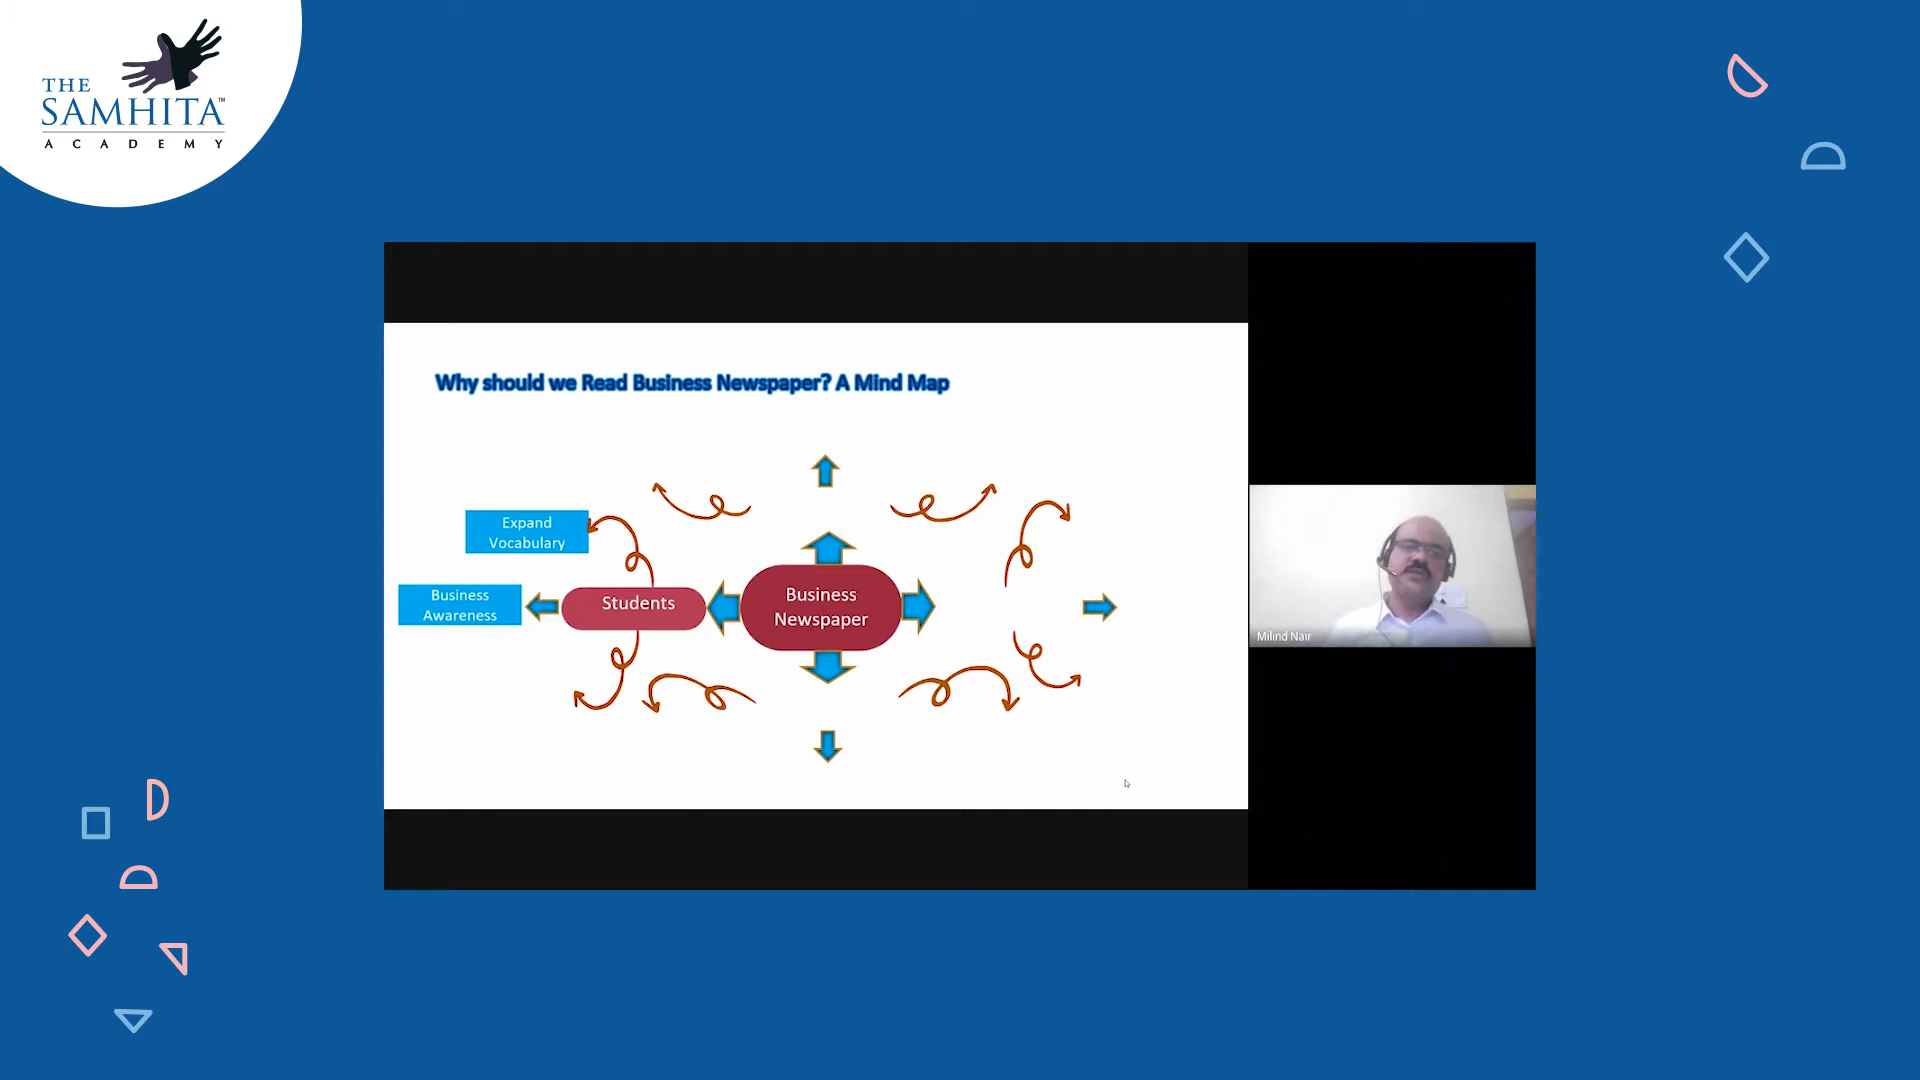 THE
SAMHITA™
ACADEMY
Why should we Read Business Newspaper? A Mind Map
Expand
Vocabulary
Business
Awareness
Students
Business
Newspaper
Milind Nair